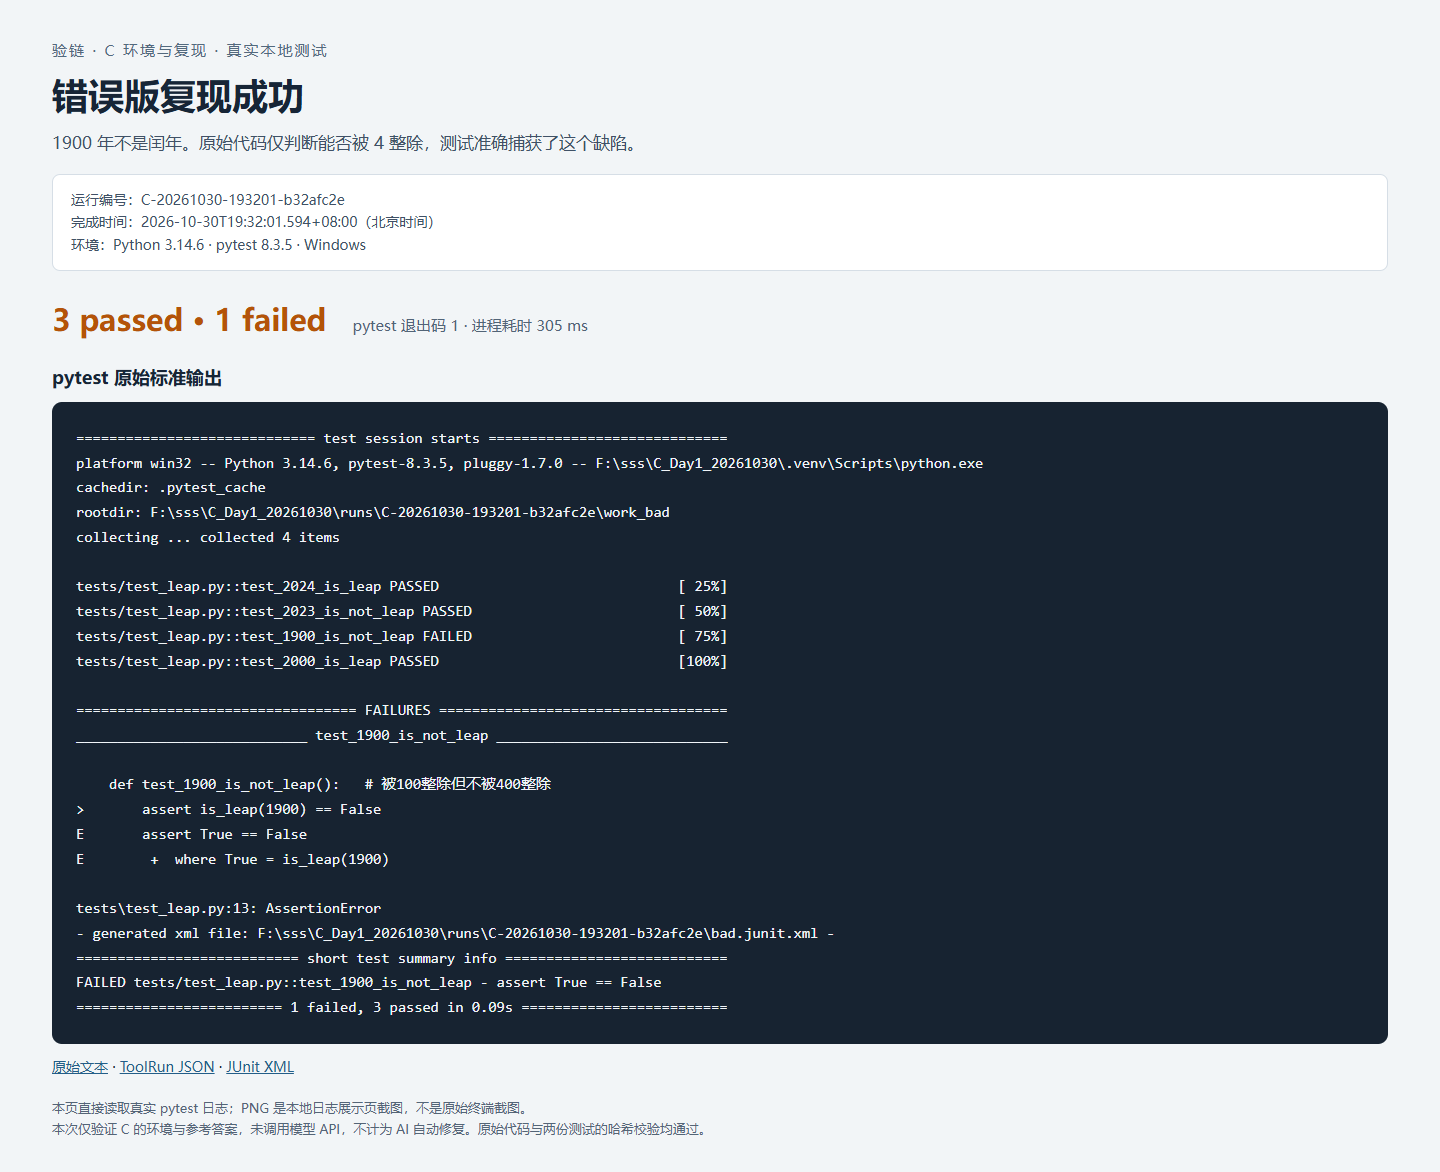 验链 · C 环境与复现 · 真实本地测试
错误版复现成功
1900 年不是闰年。原始代码仅判断能否被 4 整除，测试准确捕获了这个缺陷。
运行编号：C-20261030-193201-b32afc2e
完成时间：2026-10-30T19:32:01.594+08:00（北京时间）
环境：Python 3.14.6 · pytest 8.3.5 · Windows
3 passed • 1 failed pytest 退出码 1 · 进程耗时 305 ms
pytest 原始标准输出
============================= test session starts =============================
platform win32 -- Python 3.14.6, pytest-8.3.5, pluggy-1.7.0 -- F:\sss\C_Day1_20261030\.venv\Scripts\python.exe
cachedir: .pytest_cache
rootdir: F:\sss\C_Day1_20261030\runs\C-20261030-193201-b32afc2e\work_bad
collecting ... collected 4 items
tests/test_leap.py::test_2024_is_leap PASSED                             [ 25%]
tests/test_leap.py::test_2023_is_not_leap PASSED                         [ 50%]
tests/test_leap.py::test_1900_is_not_leap FAILED                         [ 75%]
tests/test_leap.py::test_2000_is_leap PASSED                             [100%]
================================== FAILURES ===================================
____________________________ test_1900_is_not_leap ____________________________
    def test_1900_is_not_leap():   # 被100整除但不被400整除
>       assert is_leap(1900) == False
E       assert True == False
E        +  where True = is_leap(1900)
tests\test_leap.py:13: AssertionError
- generated xml file: F:\sss\C_Day1_20261030\runs\C-20261030-193201-b32afc2e\bad.junit.xml -
=========================== short test summary info ===========================
FAILED tests/test_leap.py::test_1900_is_not_leap - assert True == False
========================= 1 failed, 3 passed in 0.09s =========================
原始文本 · ToolRun JSON · JUnit XML
本页直接读取真实 pytest 日志；PNG 是本地日志展示页截图，不是原始终端截图。
本次仅验证 C 的环境与参考答案，未调用模型 API，不计为 AI 自动修复。原始代码与两份测试的哈希校验均通过。